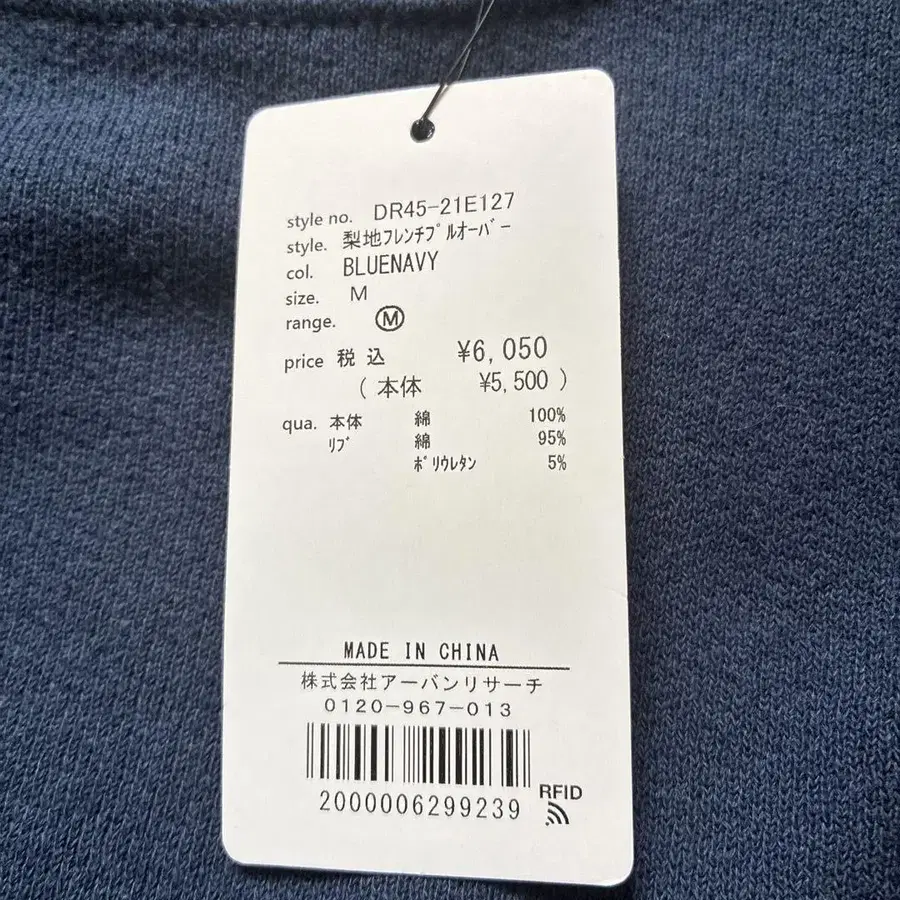 style no. DR45-21E127
style. 梨地ﾌﾚﾝﾁﾌﾟﾙｵｰﾊﾞｰ
col. BLUENAVY
size. M
range. Ⓜ
price 税込 ¥6,050
(本体 ¥5,500)
qua. 本体 綿 100%
ﾘﾌﾞ 綿 95%
ﾎﾟﾘｳﾚﾀﾝ 5%
MADE IN CHINA
株式会社アーバンリサーチ
0120-967-013
2000006299239
RFID